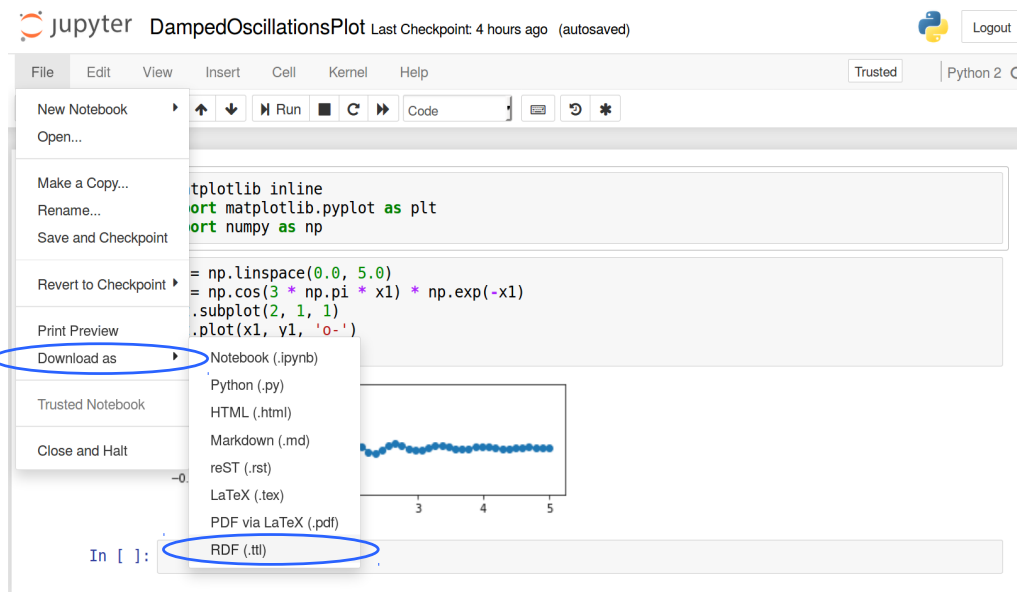 jupyter DampedOscillationsPlot Last Checkpoint: 4 hours ago (autosaved) Logout
File Edit View Insert Cell Kernel Help Trusted Python 2
Run Code
New Notebook
Open...
Make a Copy...
Rename...
Save and Checkpoint
Revert to Checkpoint
Print Preview
Download as
Trusted Notebook
Close and Halt
Notebook (.ipynb)
Python (.py)
HTML (.html)
Markdown (.md)
reST (.rst)
LaTeX (.tex)
PDF via LaTeX (.pdf)
RDF (.ttl)
tplotlib inline
ort matplotlib.pyplot as plt
ort numpy as np
= np.linspace(0.0, 5.0)
= np.cos(3 * np.pi * x1) * np.exp(-x1)
.subplot(2, 1, 1)
.plot(x1, y1, 'o-')
−0.
3 4 5
In [ ]: